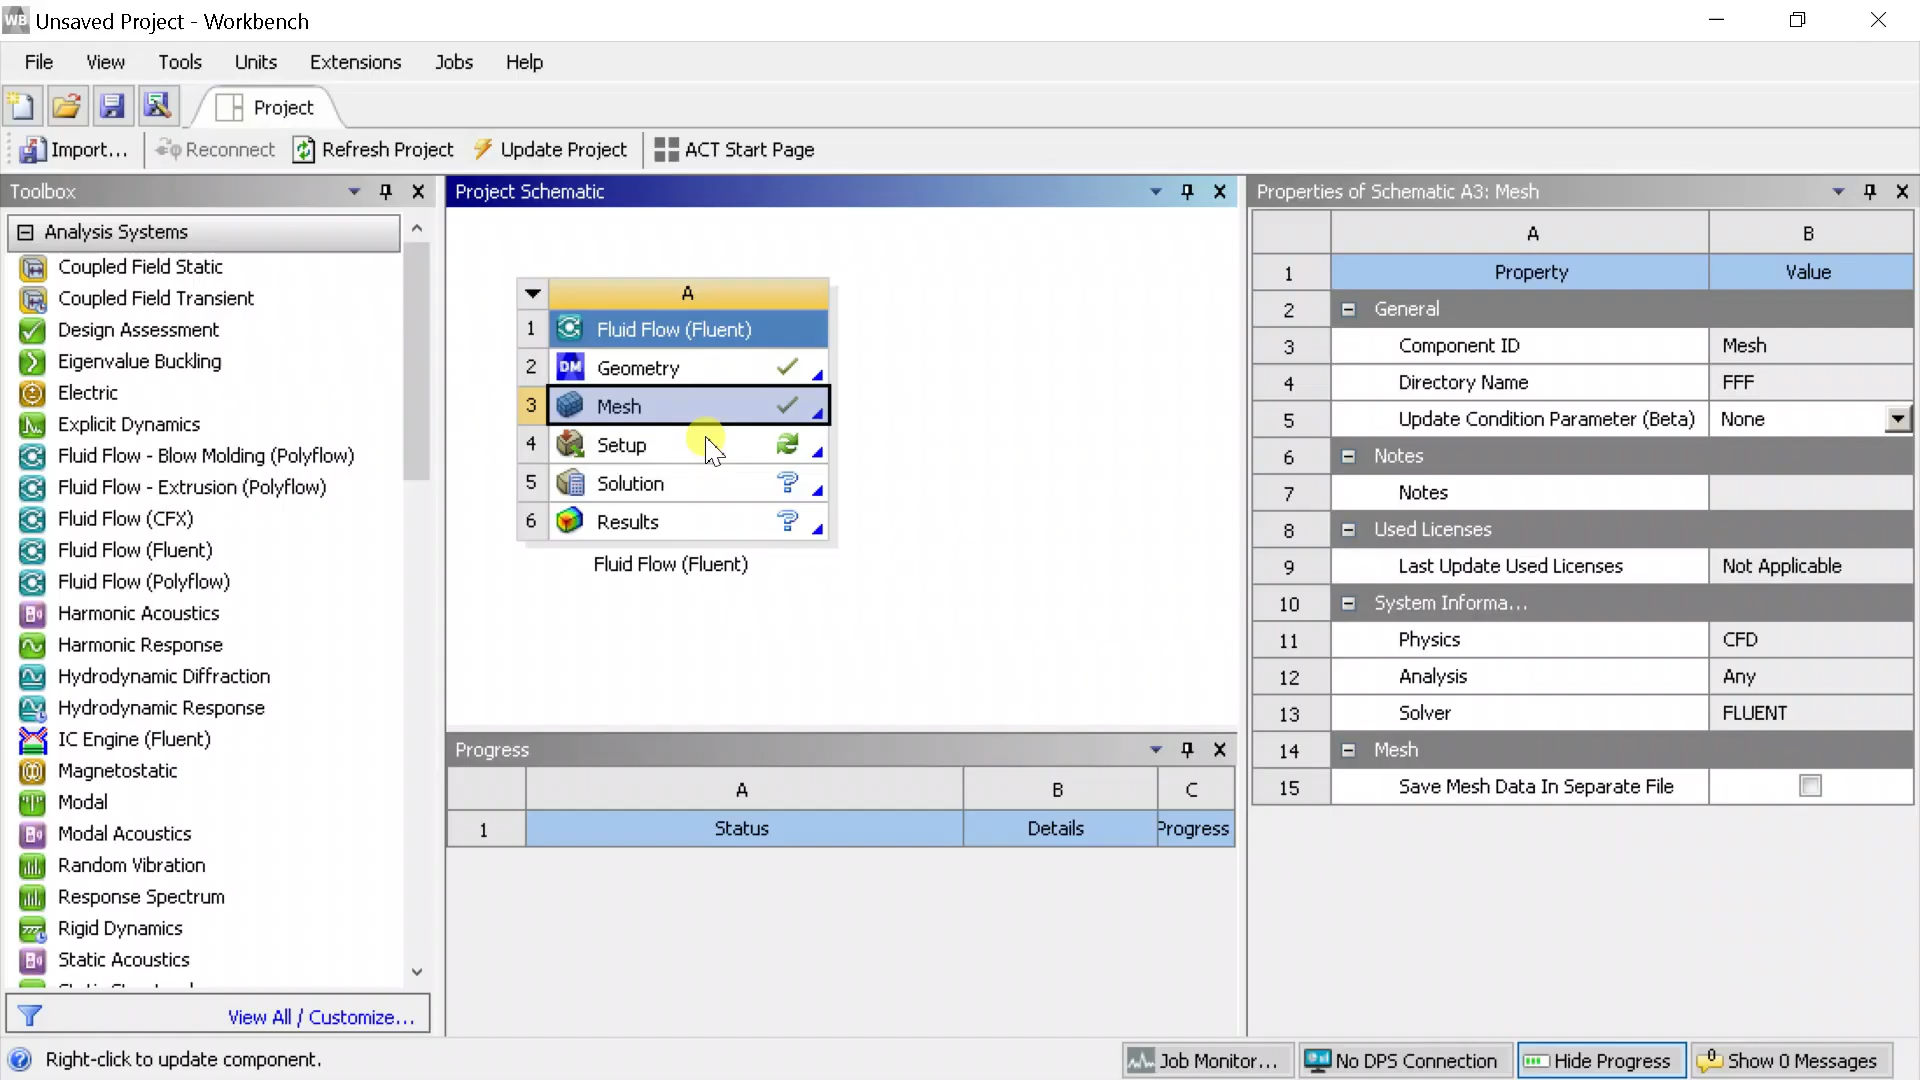 WB Unsaved Project - Workbench
File View Tools Units Extensions Jobs Help
Project
Import... Reconnect Refresh Project Update Project ACT Start Page
Toolbox
Analysis Systems
Coupled Field Static
Coupled Field Transient
Design Assessment
Eigenvalue Buckling
Electric
Explicit Dynamics
Fluid Flow - Blow Molding (Polyflow)
Fluid Flow - Extrusion (Polyflow)
Fluid Flow (CFX)
Fluid Flow (Fluent)
Fluid Flow (Polyflow)
Harmonic Acoustics
Harmonic Response
Hydrodynamic Diffraction
Hydrodynamic Response
IC Engine (Fluent)
Magnetostatic
Modal
Modal Acoustics
Random Vibration
Response Spectrum
Rigid Dynamics
Static Acoustics
View All / Customize...
Project Schematic
A
1 Fluid Flow (Fluent)
2 DM Geometry
3 Mesh
4 Setup
5 Solution ?
6 Results ?
Fluid Flow (Fluent)
Progress
A B C
1 Status Details Progress
Properties of Schematic A3: Mesh
A B
1 Property Value
2 General
3 Component ID Mesh
4 Directory Name FFF
5 Update Condition Parameter (Beta) None
6 Notes
7 Notes
8 Used Licenses
9 Last Update Used Licenses Not Applicable
10 System Informa...
11 Physics CFD
12 Analysis Any
13 Solver FLUENT
14 Mesh
15 Save Mesh Data In Separate File
? Right-click to update component.
Job Monitor... No DPS Connection Hide Progress Show 0 Messages